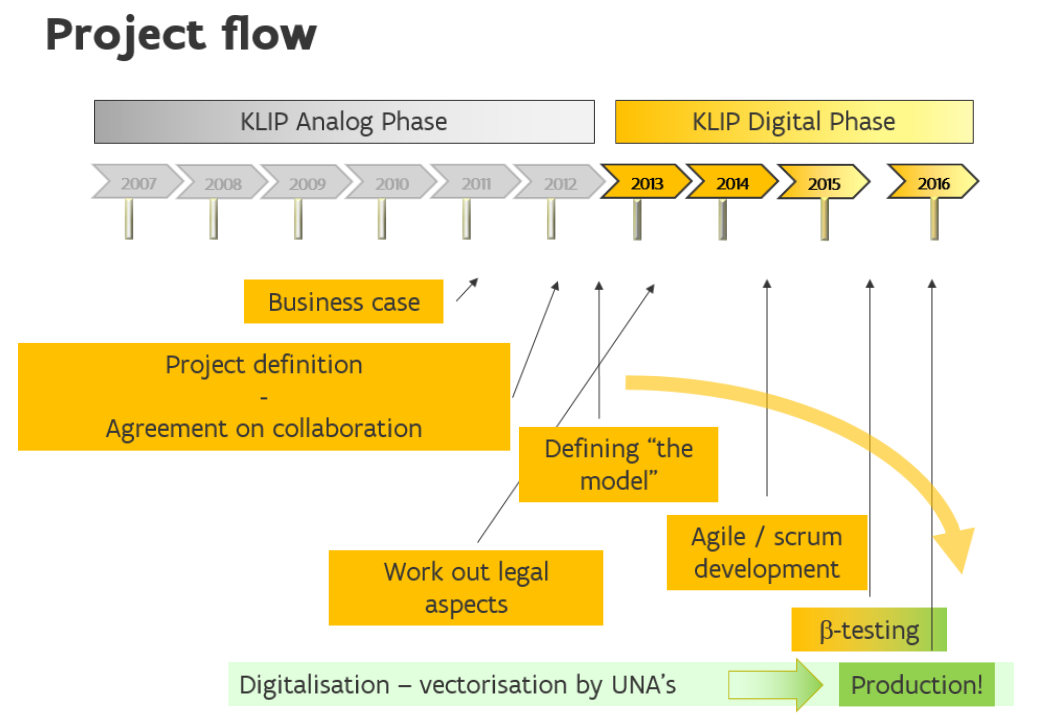 Project flow
KLIP Analog Phase
KLIP Digital Phase
2007
2008
2009
2010
2011
2012
2013
2014
2015
2016
Business case
Project definition
-
Agreement on collaboration
Defining “the
model”
Agile / scrum
development
Work out legal
aspects
β-testing
Digitalisation – vectorisation by UNA’s
Production!